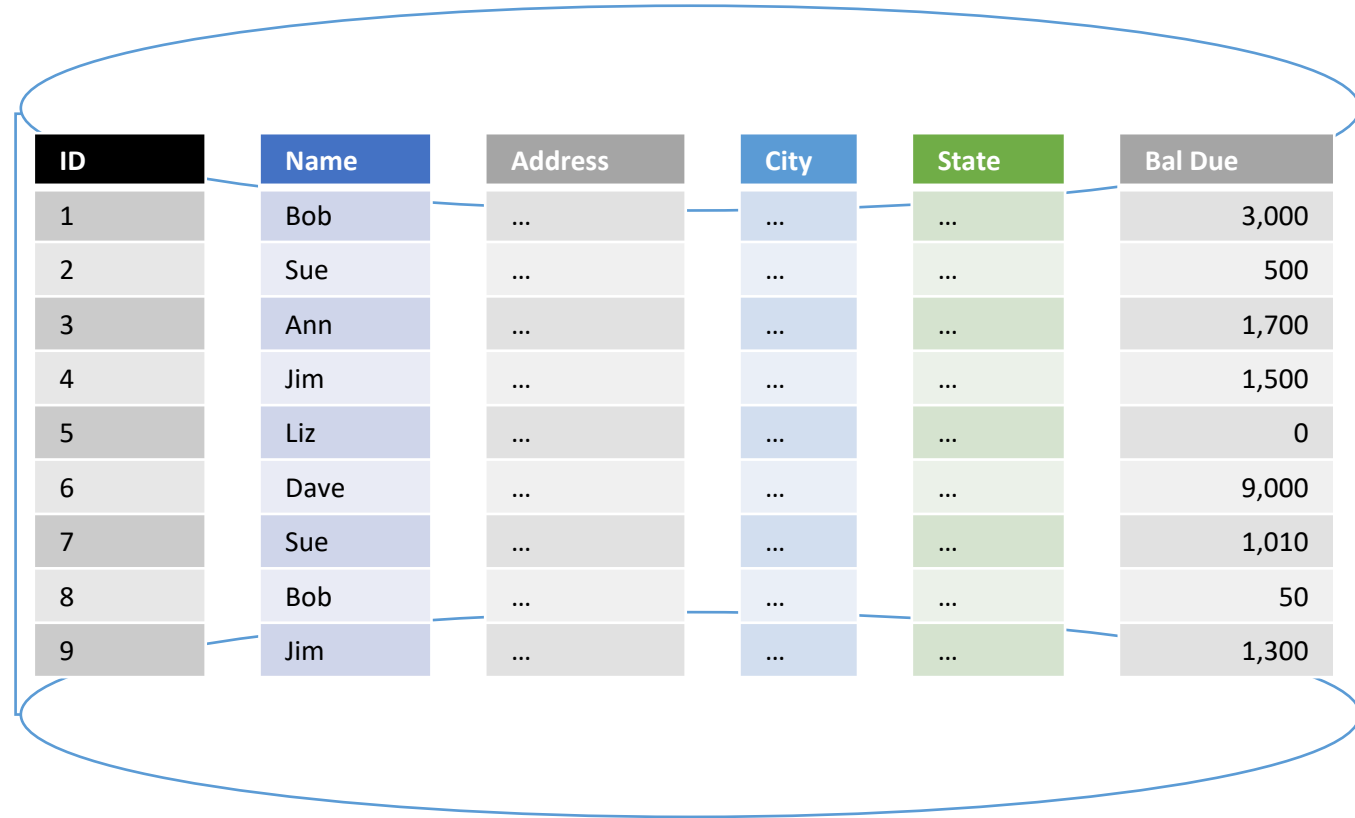 ID Name Address City State Bal Due
1 Bob ... ... ... 3,000
2 Sue ... ... ... 500
3 Ann ... ... ... 1,700
4 Jim ... ... ... 1,500
5 Liz ... ... ... 0
6 Dave ... ... ... 9,000
7 Sue ... ... ... 1,010
8 Bob ... ... ... 50
9 Jim ... ... ... 1,300